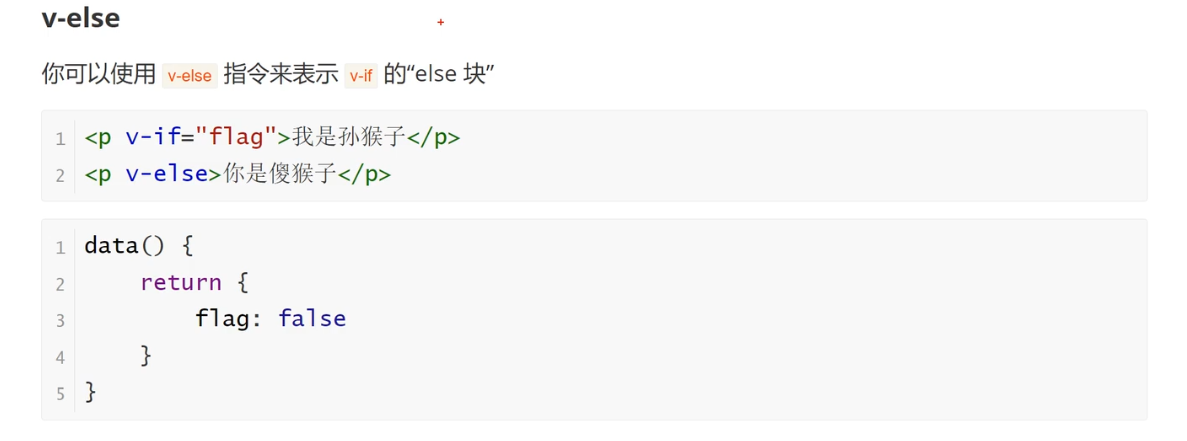 v-else
你可以使用 v-else 指令来表示 v-if 的“else 块”
1 <p v-if="flag">我是孙猴子</p>
2 <p v-else>你是傻猴子</p>
1 data() {
2     return {
3         flag: false
4     }
5 }